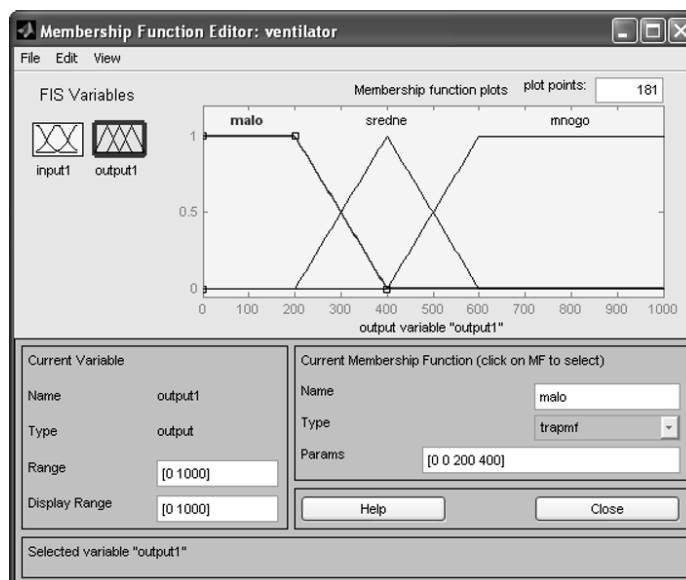 Membership Function Editor: ventilator
File Edit View
FIS Variables
input1
output1
Membership function plots
plot points:
181
malo
sredne
mnogo
1
0.5
0
0 100 200 300 400 500 600 700 800 900 1000
output variable "output1"
Current Variable
Name
output1
Type
output
Range
[0 1000]
Display Range
[0 1000]
Current Membership Function (click on MF to select)
Name
malo
Type
trapmf
Params
[0 0 200 400]
Help
Close
Selected variable "output1"